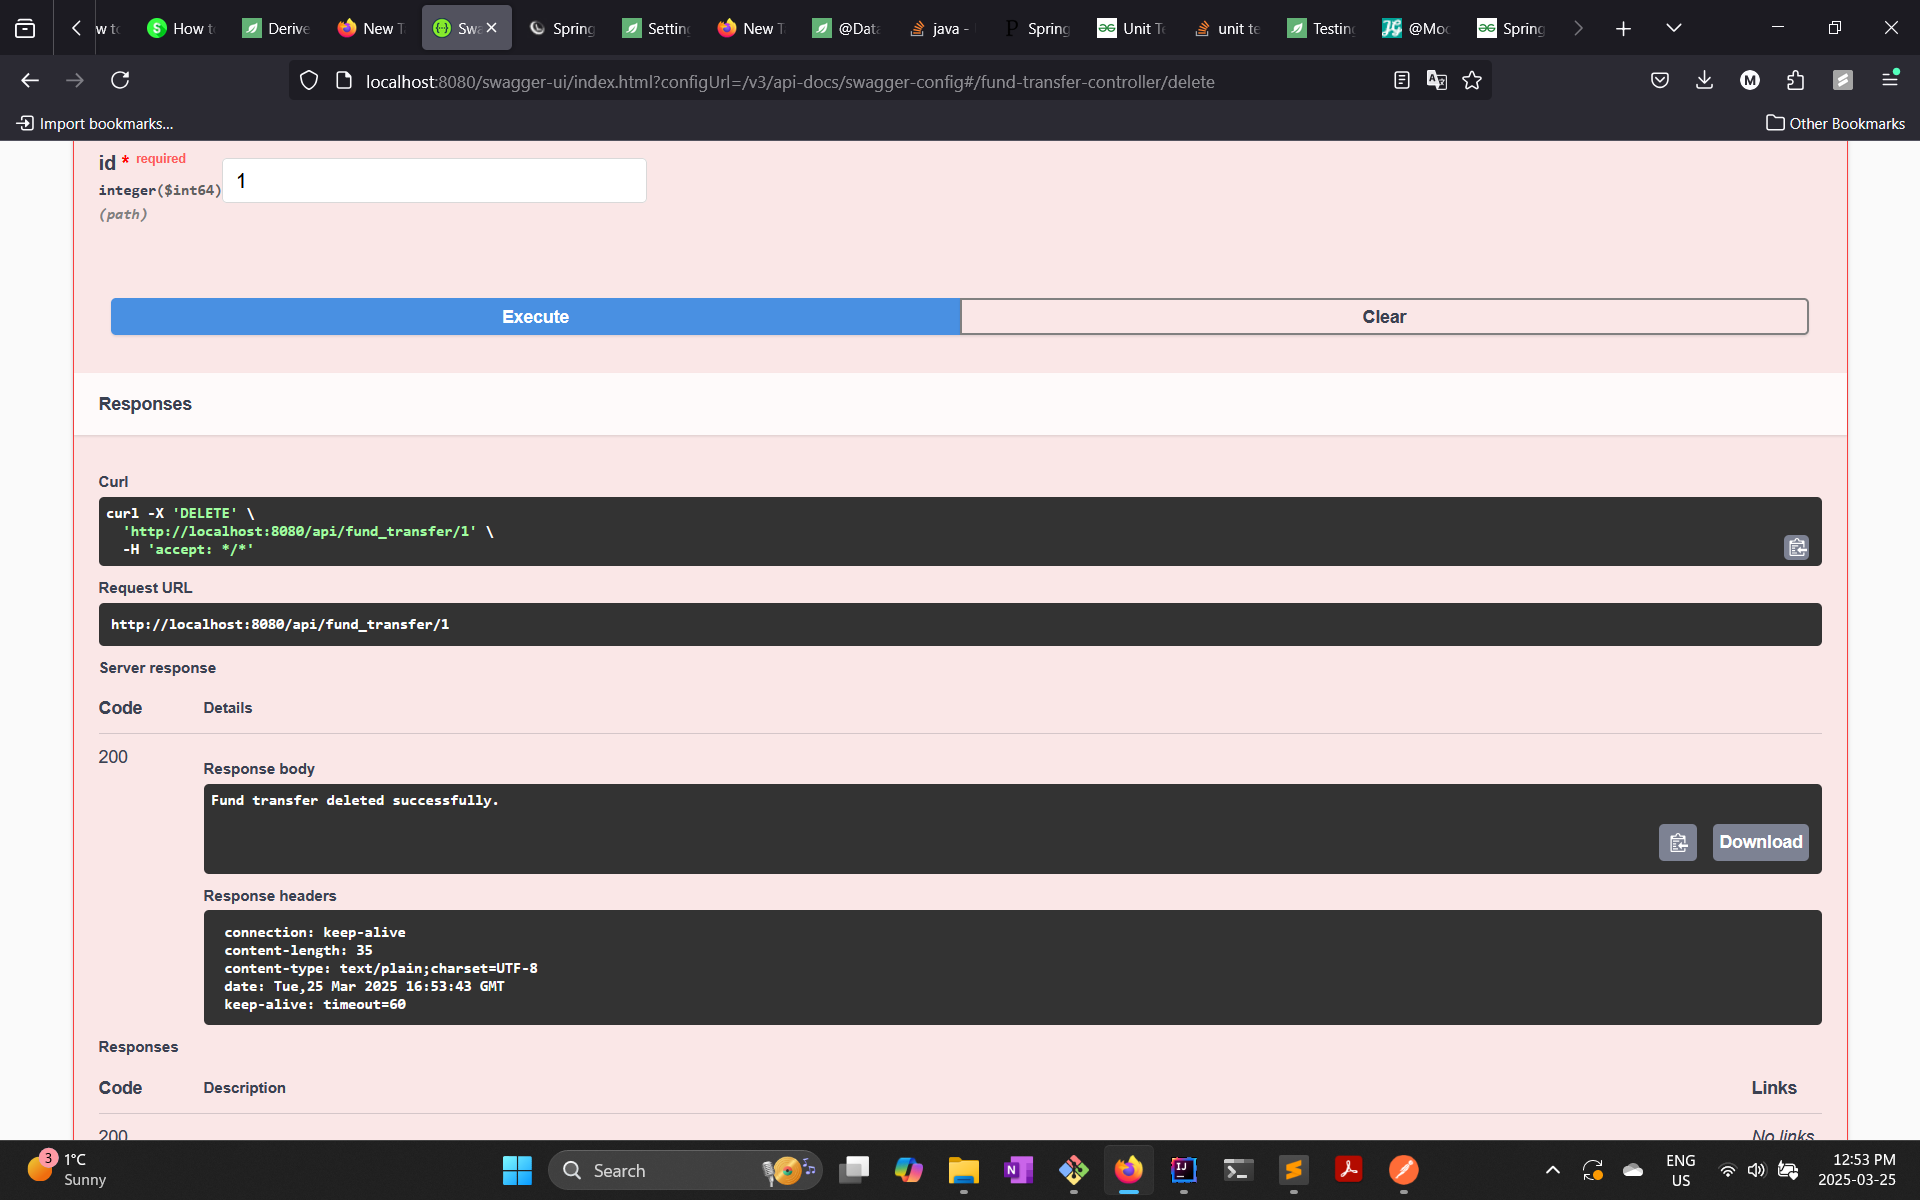 How to
Derive
New T
Swa
Spring
Setting
New T
@Data
java -
Spring
Unit Te
unit te
Testing
@Moc
Spring
localhost:8080/swagger-ui/index.html?configUrl=/v3/api-docs/swagger-config#/fund-transfer-controller/delete
Import bookmarks...
Other Bookmarks
id * required
integer($int64)
(path)
1
Execute
Clear
Responses
Curl
curl -X 'DELETE' \
'http://localhost:8080/api/fund_transfer/1' \
-H 'accept: */*'
Request URL
http://localhost:8080/api/fund_transfer/1
Server response
Code Details
200
Response body
Fund transfer deleted successfully.
Download
Response headers
connection: keep-alive
content-length: 35
content-type: text/plain;charset=UTF-8
date: Tue,25 Mar 2025 16:53:43 GMT
keep-alive: timeout=60
Responses
Code Description Links
200 No links
3
1°C
Sunny
Search
ENG
US
12:53 PM
2025-03-25